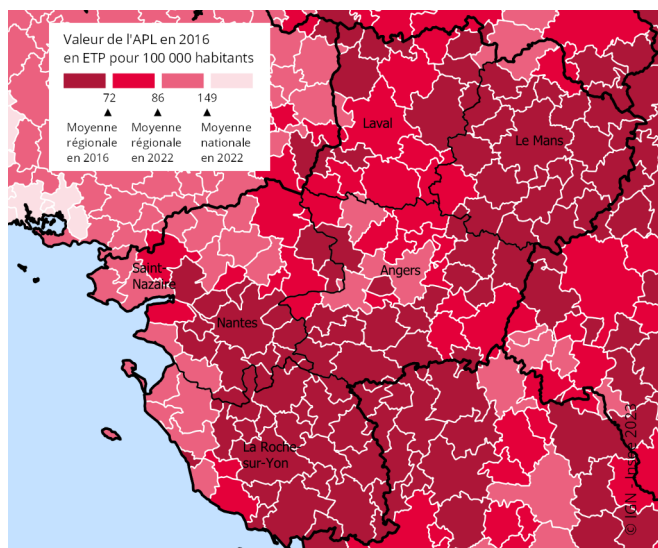 Valeur de l'APL en 2016
en ETP pour 100 000 habitants
72 86 149
Moyenne
régionale
en 2016
Moyenne
régionale
en 2022
Moyenne
nationale
en 2022
Laval
Le Mans
Saint-
Nazaire
Angers
Nantes
La Roche-
sur-Yon
© IGN - Insee 2023